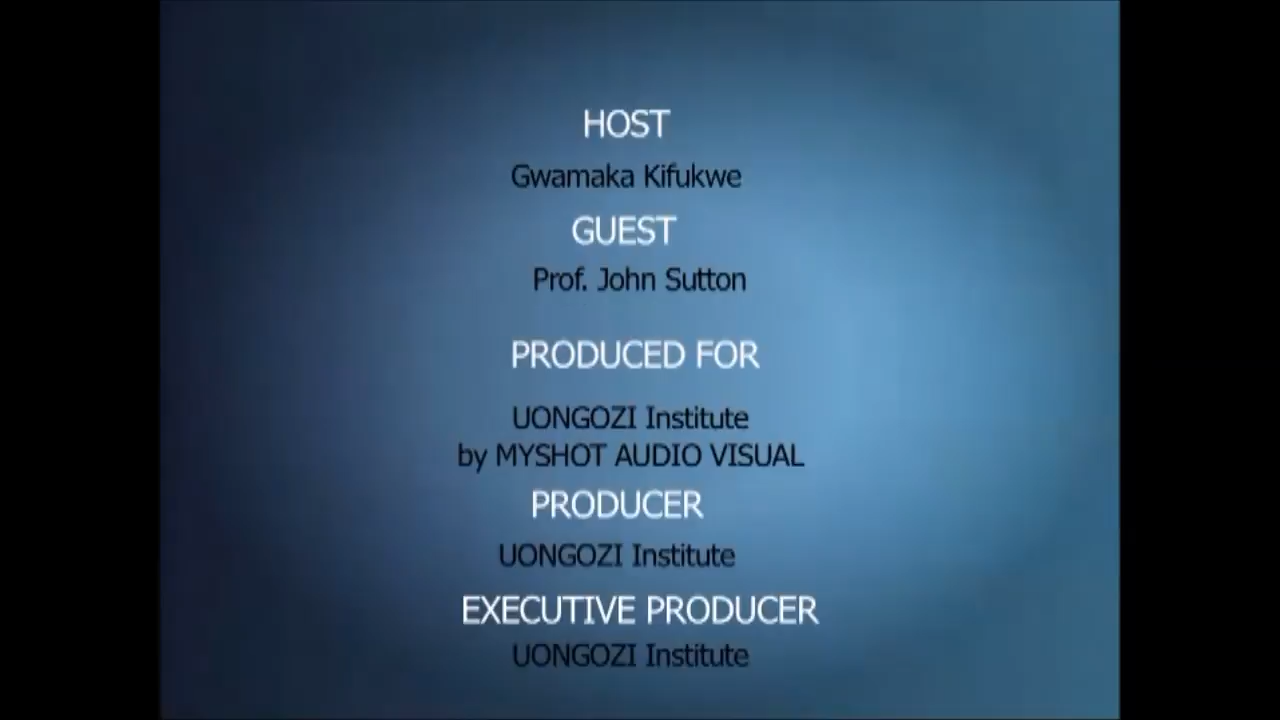 HOST
Gwamaka Kifukwe
GUEST
Prof. John Sutton
PRODUCED FOR
UONGOZI Institute
by MYSHOT AUDIO VISUAL
PRODUCER
UONGOZI Institute
EXECUTIVE PRODUCER
UONGOZI Institute